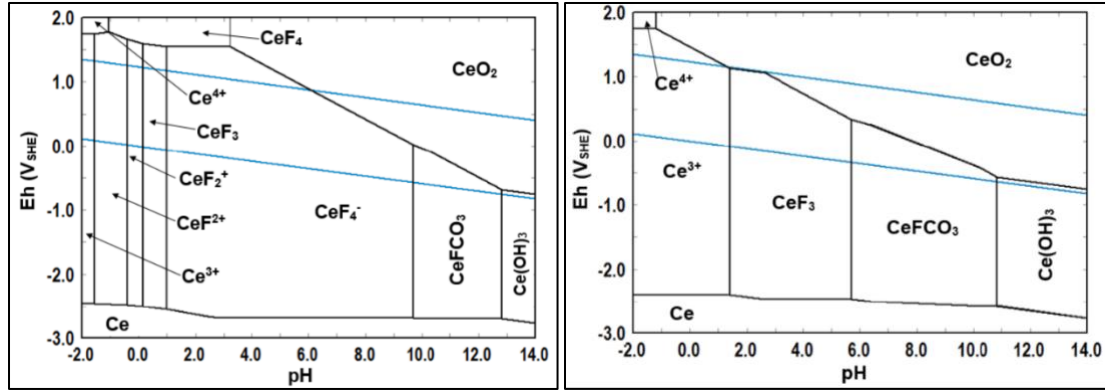 2.0
1.0
0.0
-1.0
-2.0
-3.0
Eh (V_SHE)
CeF₄
CeO₂
Ce⁴⁺
CeF₃
CeF₂⁺
CeF²⁺
CeF₄⁻
Ce³⁺
CeFCO₃
Ce(OH)₃
Ce
-2.0 0.0 2.0 4.0 6.0 8.0 10.0 12.0 14.0
pH
2.0
1.0
0.0
-1.0
-2.0
-3.0
Eh (V_SHE)
CeO₂
Ce⁴⁺
Ce³⁺
CeF₃
CeFCO₃
Ce(OH)₃
Ce
-2.0 0.0 2.0 4.0 6.0 8.0 10.0 12.0 14.0
pH